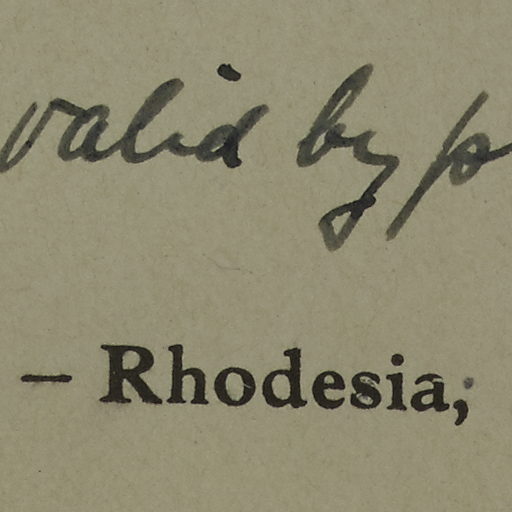 valid by p
– Rhodesia,